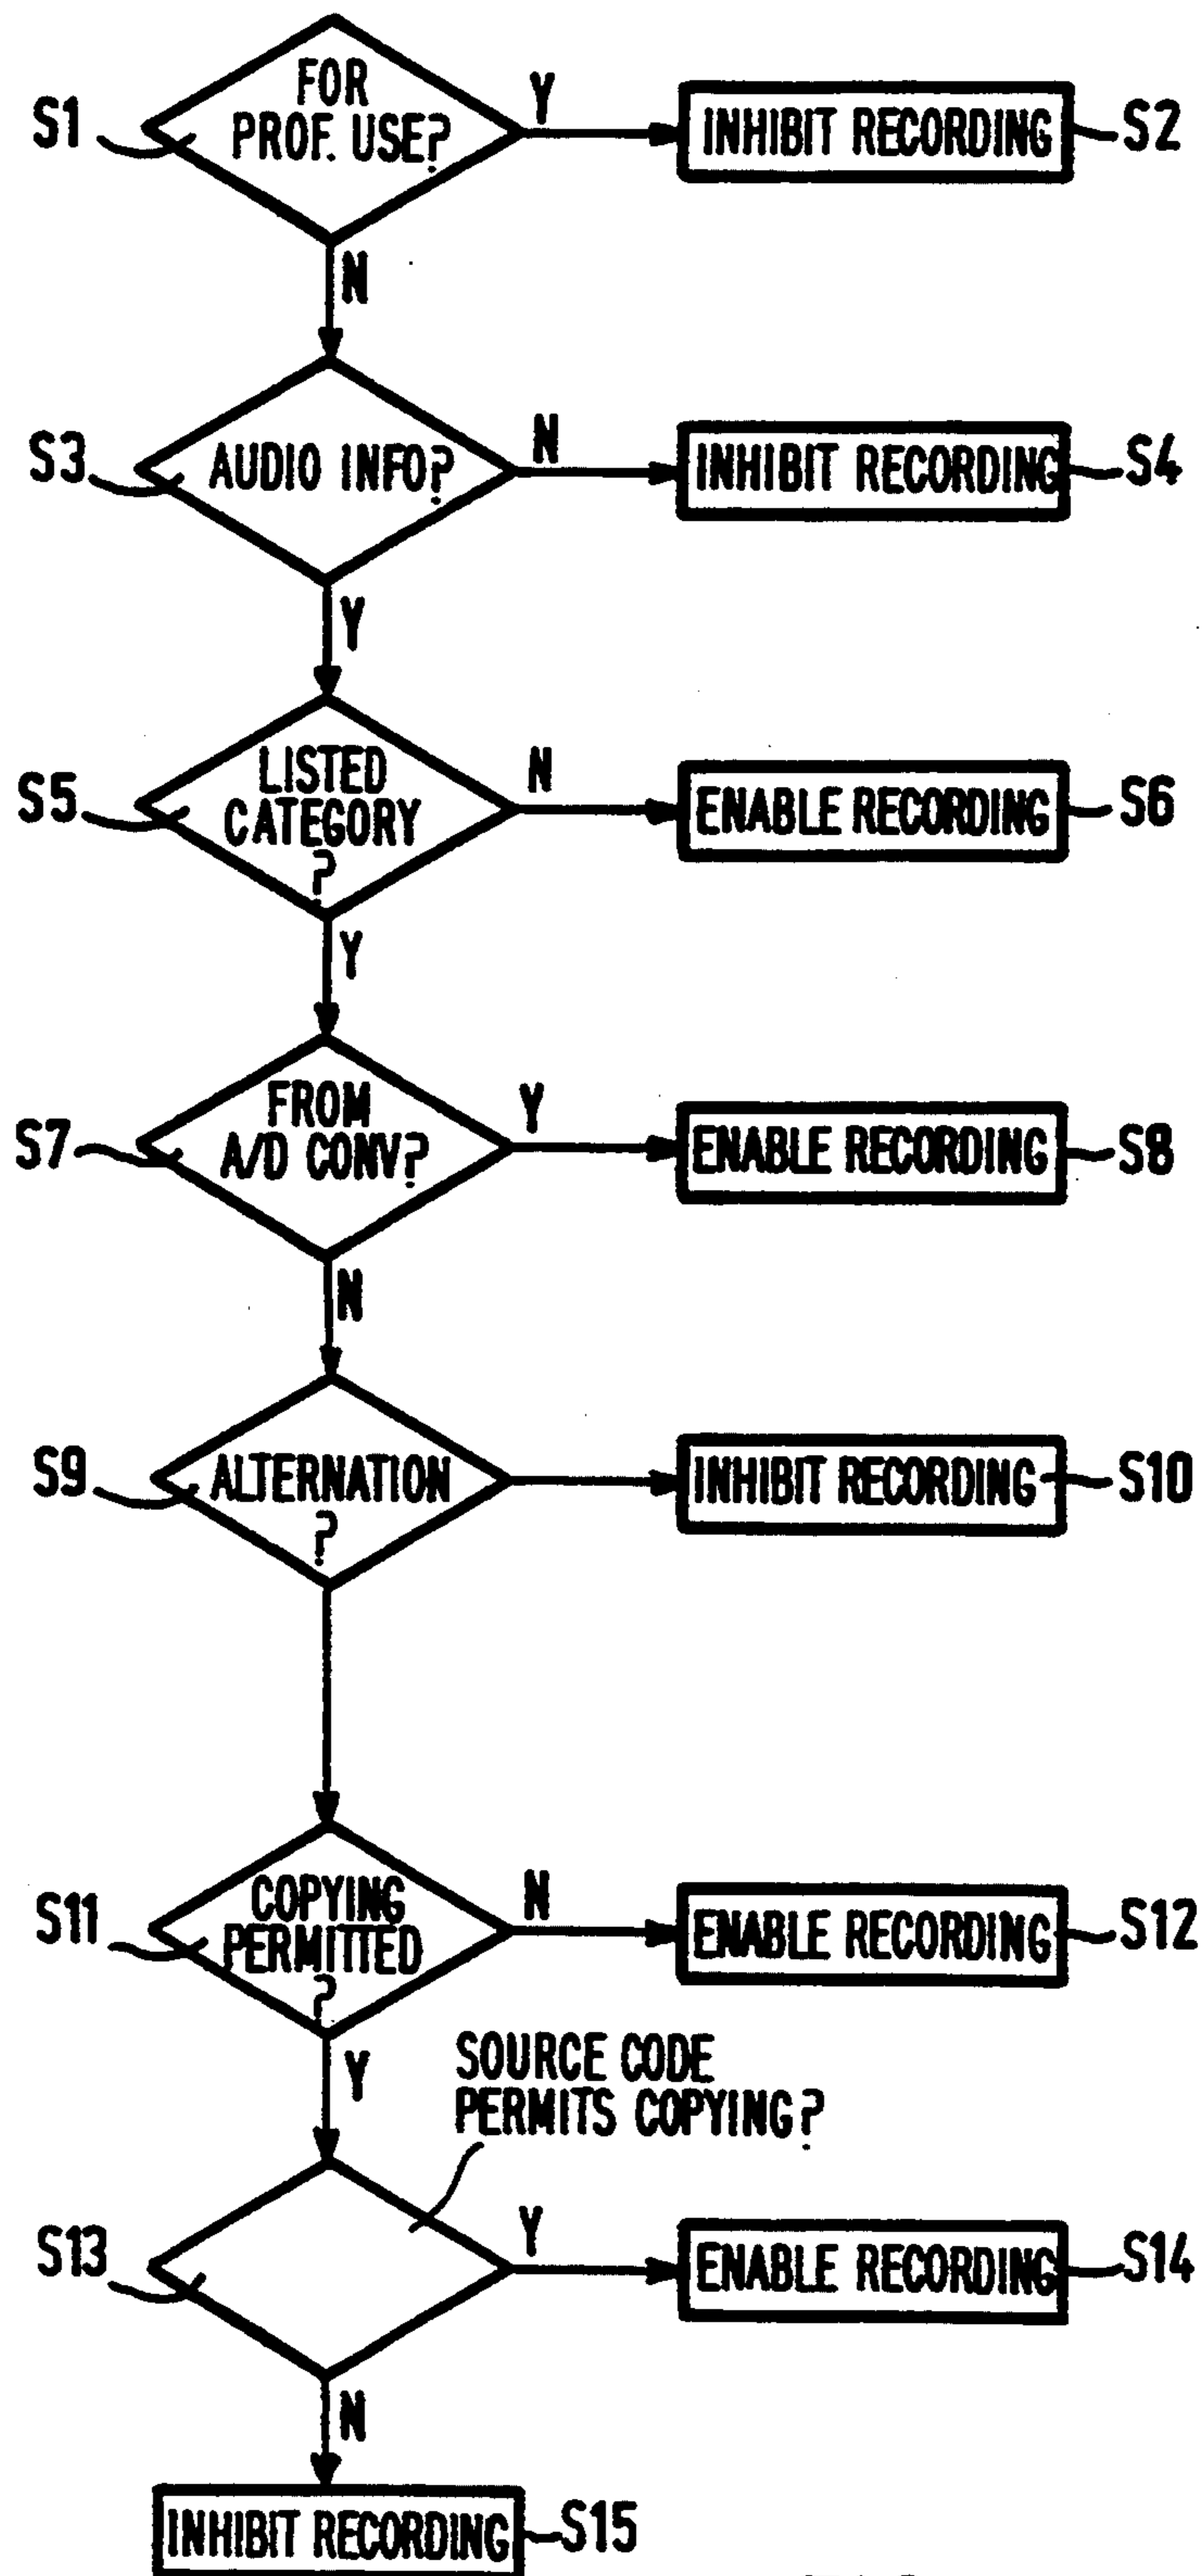 FOR
PROF. USE?
S1
Y
INHIBIT RECORDING
S2
N
AUDIO INFO?
S3
N
INHIBIT RECORDING
S4
Y
LISTED
CATEGORY
?
S5
N
ENABLE RECORDING
S6
Y
FROM
A/D CONV?
S7
Y
ENABLE RECORDING
S8
N
ALTERNATION
?
S9
INHIBIT RECORDING
S10
COPYING
PERMITTED
?
S11
N
ENABLE RECORDING
S12
Y
SOURCE CODE
PERMITS COPYING?
S13
Y
ENABLE RECORDING
S14
N
INHIBIT RECORDING
S15